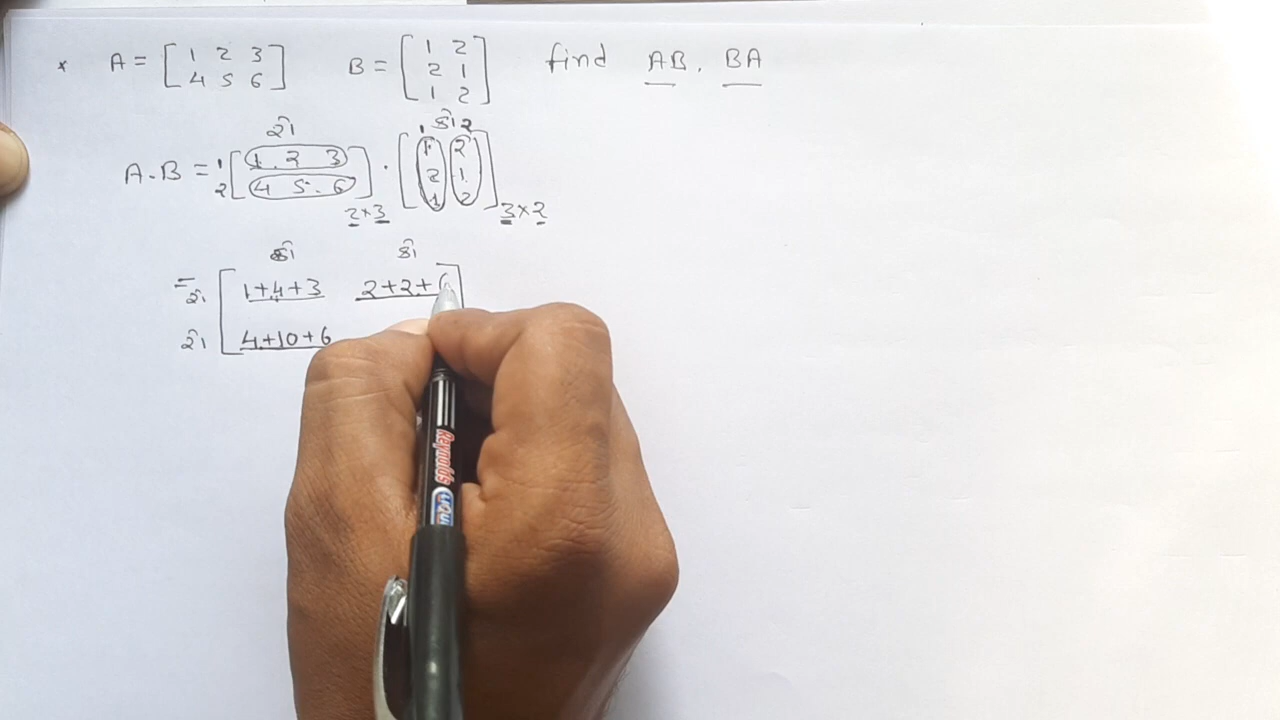 * A = [ 1 2 3 B = [ 1 2 find AB, BA
4 5 6 ] 2 1
1 2 ]
A·B = 1 [ 1 2 3 · [ 1 2
2 4 5 6 ] 2×3 2 1
1 2 ] 3×2
= [ 1+4+3 2+2+6 ]
4+10+6
Reynolds